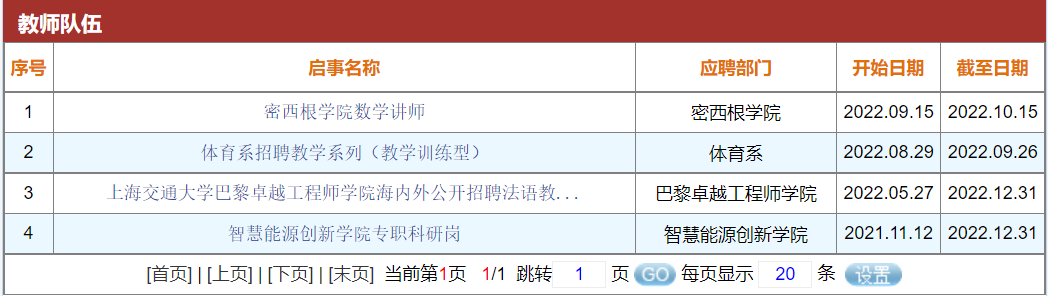 教师队伍
序号 启事名称 应聘部门 开始日期 截至日期
1 密西根学院数学讲师 密西根学院 2022.09.15 2022.10.15
2 体育系招聘教学系列（教学训练型） 体育系 2022.08.29 2022.09.26
3 上海交通大学巴黎卓越工程师学院海内外公开招聘法语教... 巴黎卓越工程师学院 2022.05.27 2022.12.31
4 智慧能源创新学院专职科研岗 智慧能源创新学院 2021.11.12 2022.12.31
[首页] | [上页] | [下页] | [末页] 当前第1页 1/1 跳转 1 页 GO 每页显示 20 条 设置